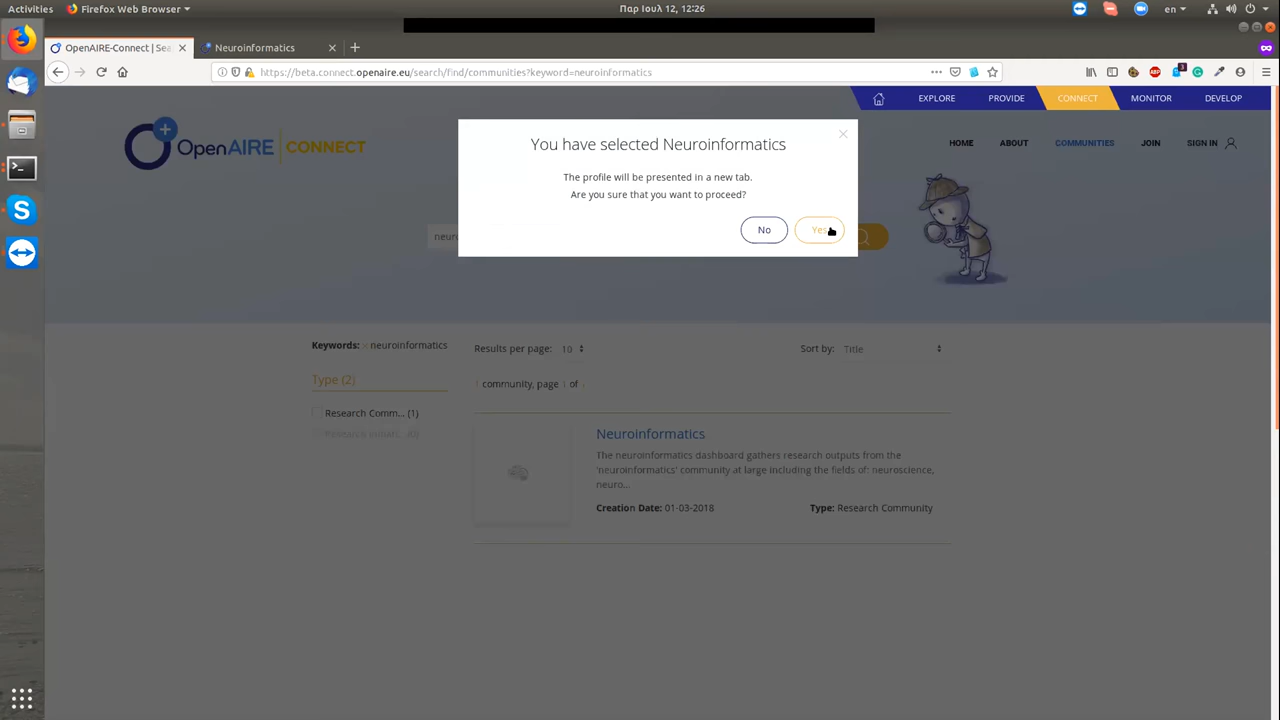 Activities
Firefox Web Browser
Παρ Ιουλ 12, 12:26
en
OpenAIRE-Connect | Sea
Neuroinformatics
https://beta.connect.openaire.eu/search/find/communities?keyword=neuroinformatics
EXPLORE
PROVIDE
CONNECT
MONITOR
DEVELOP
OpenAIRE CONNECT
HOME
ABOUT
COMMUNITIES
JOIN
SIGN IN
You have selected Neuroinformatics
The profile will be presented in a new tab.
Are you sure that you want to proceed?
No
Yes
neuro
Keywords: × neuroinformatics
Results per page: 10
Sort by: Title
Type (2)
1 community, page 1 of
Research Comm... (1)
Neuroinformatics
The neuroinformatics dashboard gathers research outputs from the
'neuroinformatics' community at large including the fields of: neuroscience,
neuro...
Creation Date: 01-03-2018
Type: Research Community